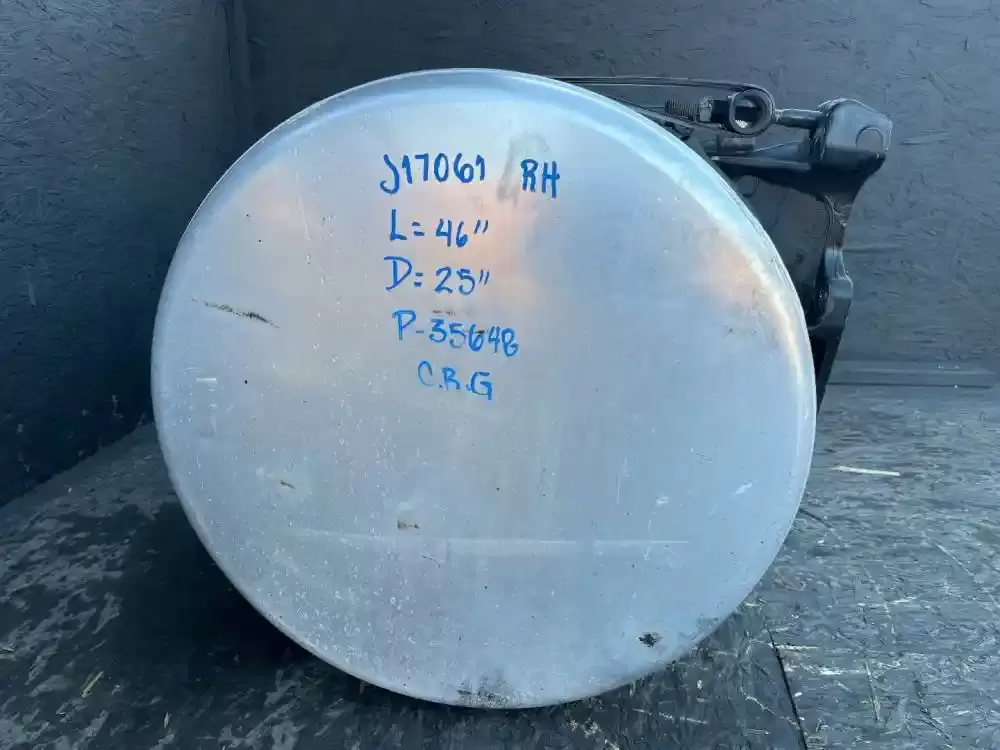 J17061 RH
L= 46"
D= 25"
P-35648
C.R.G